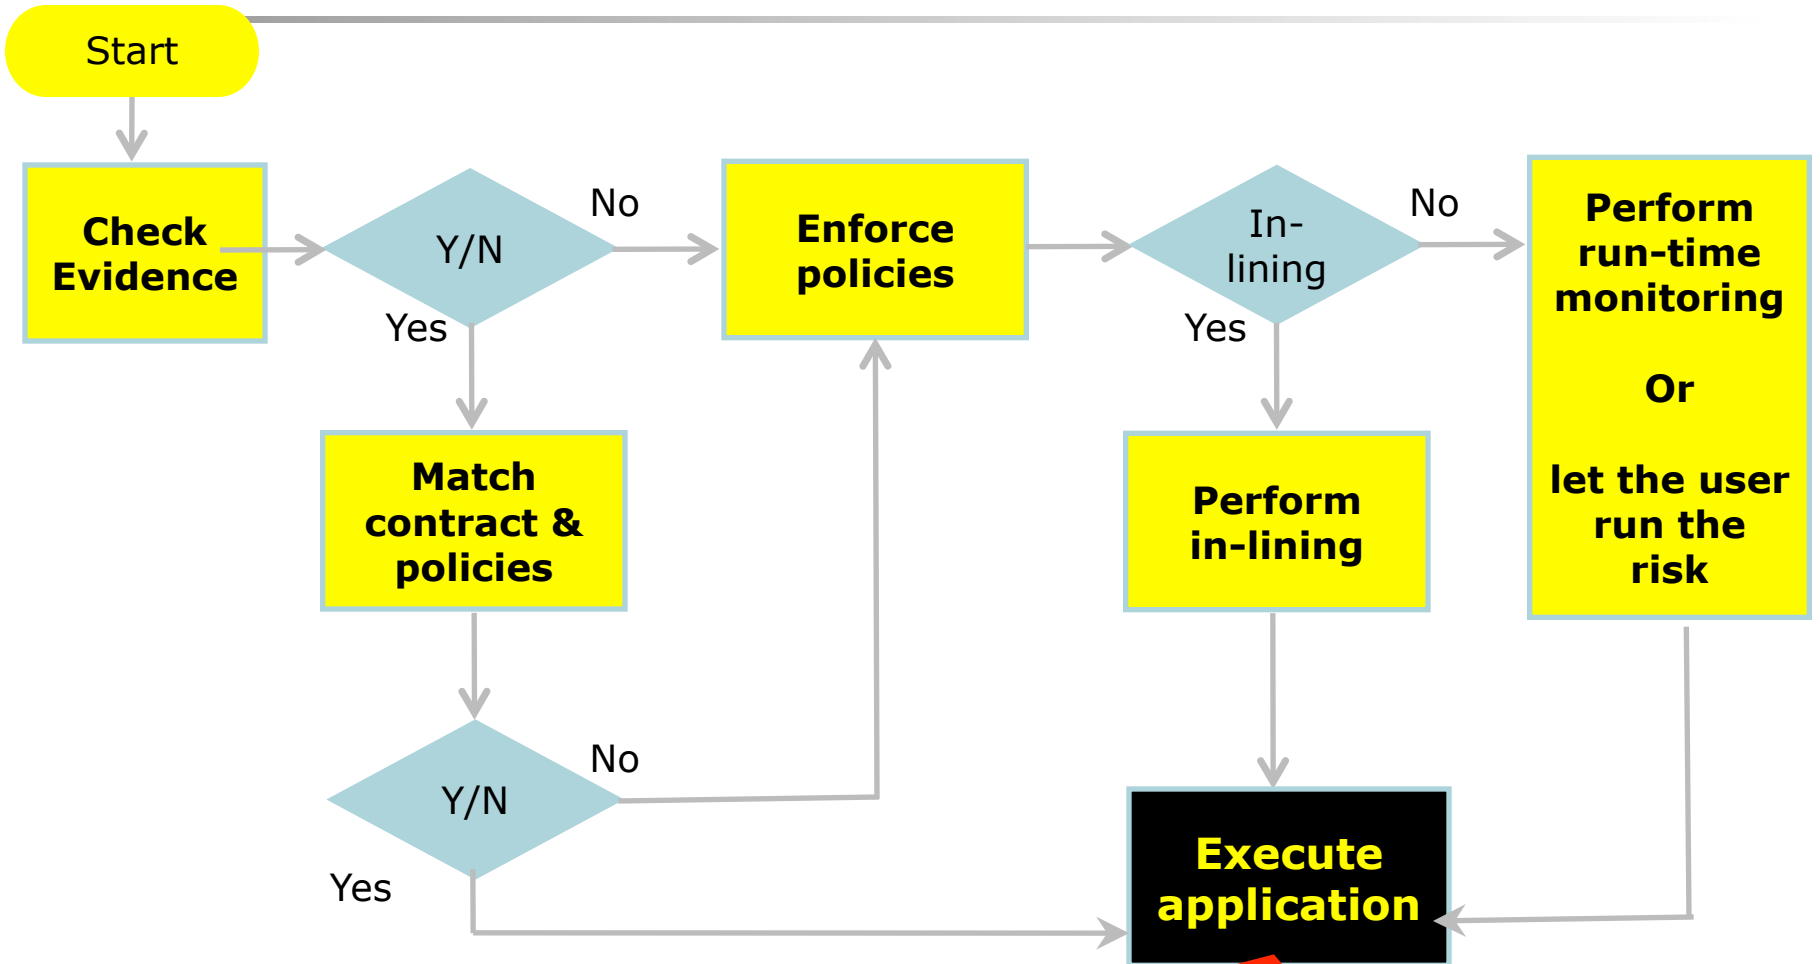 Start
Check
Evidence
Y/N
No
Yes
Enforce
policies
In-
lining
No
Yes
Perform
run-time
monitoring
Or
let the user
run the
risk
Match
contract &
policies
Perform
in-lining
Y/N
No
Yes
Execute
application